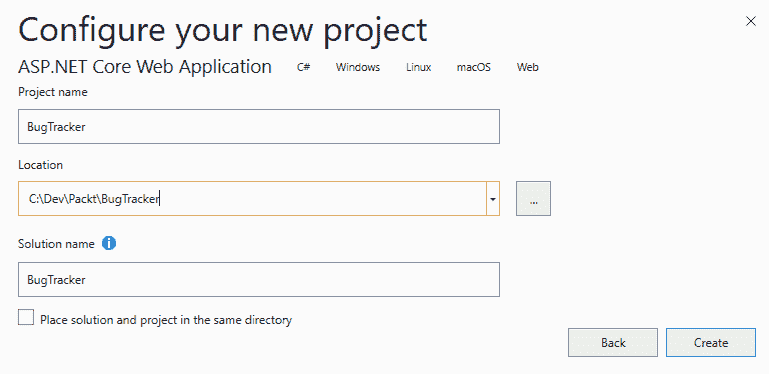 Configure your new project
ASP.NET Core Web Application C# Windows Linux macOS Web
Project name
BugTracker
Location
C:\Dev\Packt\BugTracker
...
Solution name
BugTracker
Place solution and project in the same directory
Back Create